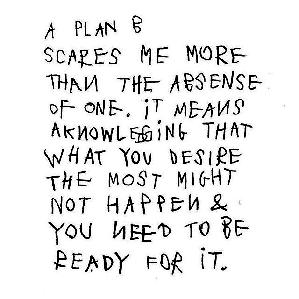 A PLAN B
SCARES ME MORE
THAN THE ABSENSE
OF ONE. iT MEANS
AKNOWLEGING THAT
WHAT YOU DESIRE
THE MOST MIGHT
NOT HAPPEN &
YOU NEED TO BE
READY FOR iT.